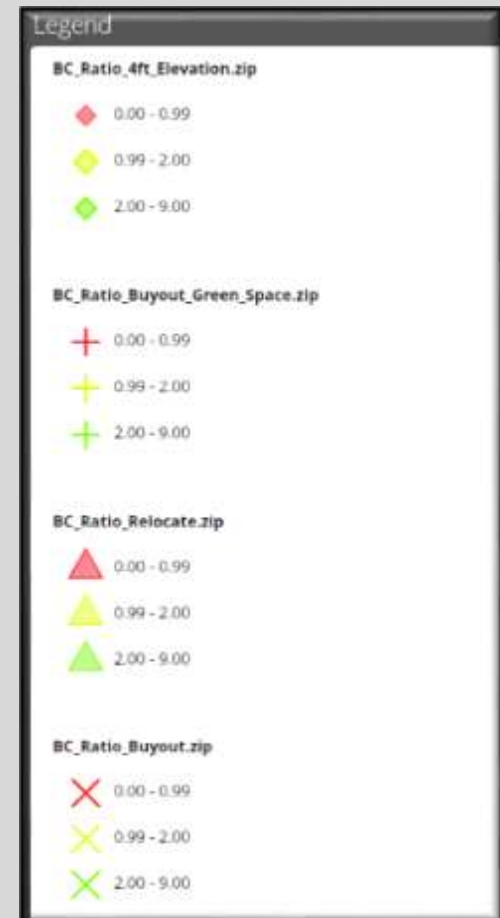 Legend
BC_Ratio_4ft_Elevation.zip
0.00 - 0.99
0.99 - 2.00
2.00 - 9.00
BC_Ratio_Buyout_Green_Space.zip
0.00 - 0.99
0.99 - 2.00
2.00 - 9.00
BC_Ratio_Relocate.zip
0.00 - 0.99
0.99 - 2.00
2.00 - 9.00
BC_Ratio_Buyout.zip
0.00 - 0.99
0.99 - 2.00
2.00 - 9.00